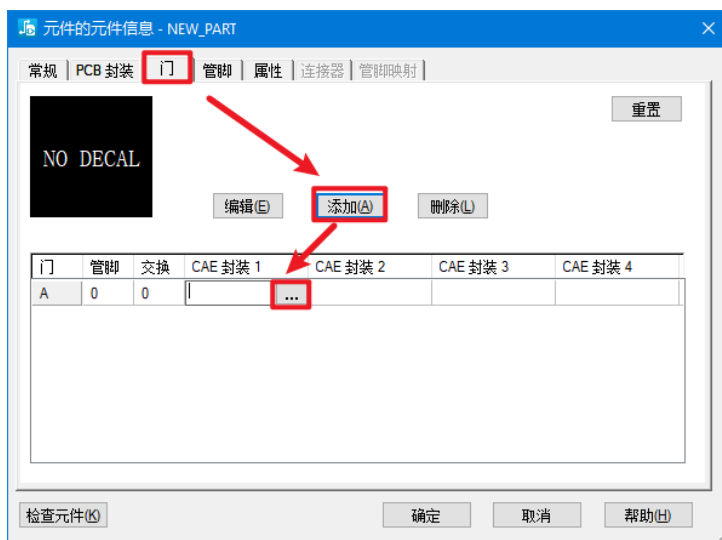 元件的元件信息 - NEW_PART
常规 PCB 封装 门 管脚 属性 连接器 管脚映射
重置
NO DECAL
编辑(E) 添加(A) 删除(L)
门 管脚 交换 CAE 封装 1 CAE 封装 2 CAE 封装 3 CAE 封装 4
A 0 0 ...
检查元件(K) 确定 取消 帮助(H)